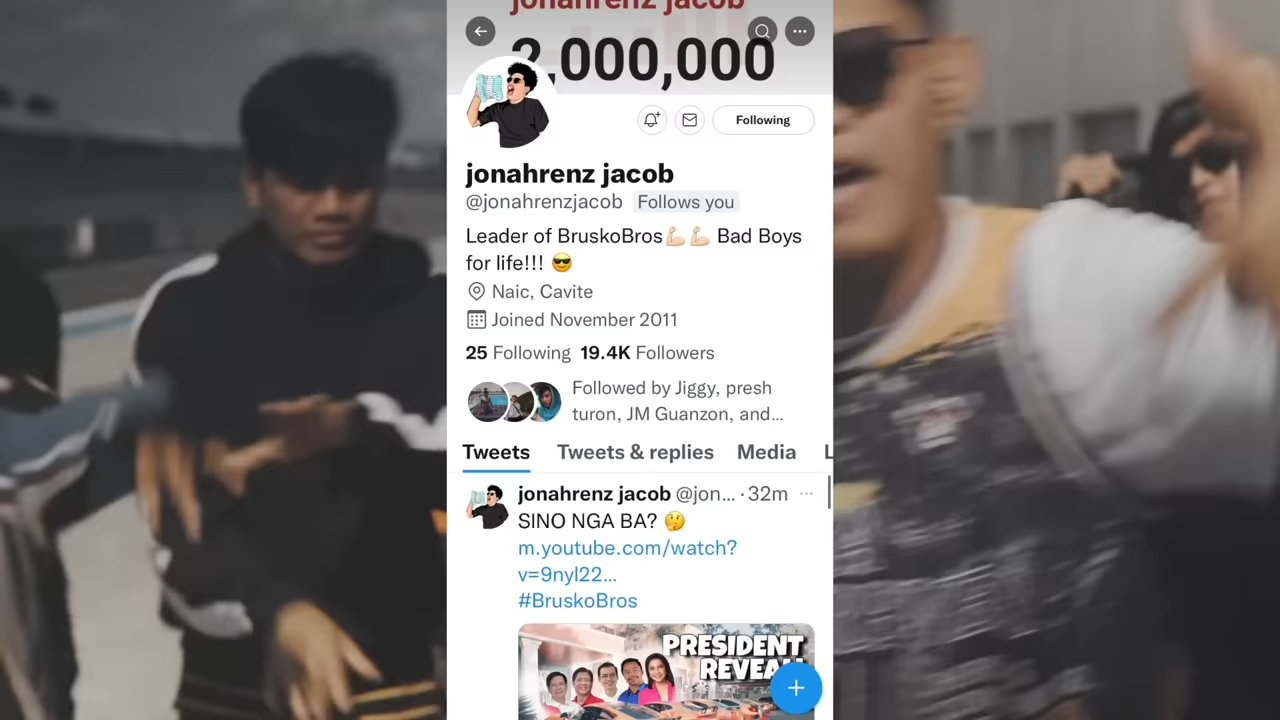 jonahrenz jacob
2,000,000
Following
jonahrenz jacob
@jonahrenzjacob Follows you
Leader of BruskoBros💪🏻💪🏻 Bad Boys
for life!!! 😎
Naic, Cavite
Joined November 2011
25 Following 19.4K Followers
Followed by Jiggy, presh
turon, JM Guanzon, and...
Tweets Tweets & replies Media L
jonahrenz jacob @jon... · 32m
SINO NGA BA? 🤔
m.youtube.com/watch?
v=9nyl22...
#BruskoBros
PRESIDENT